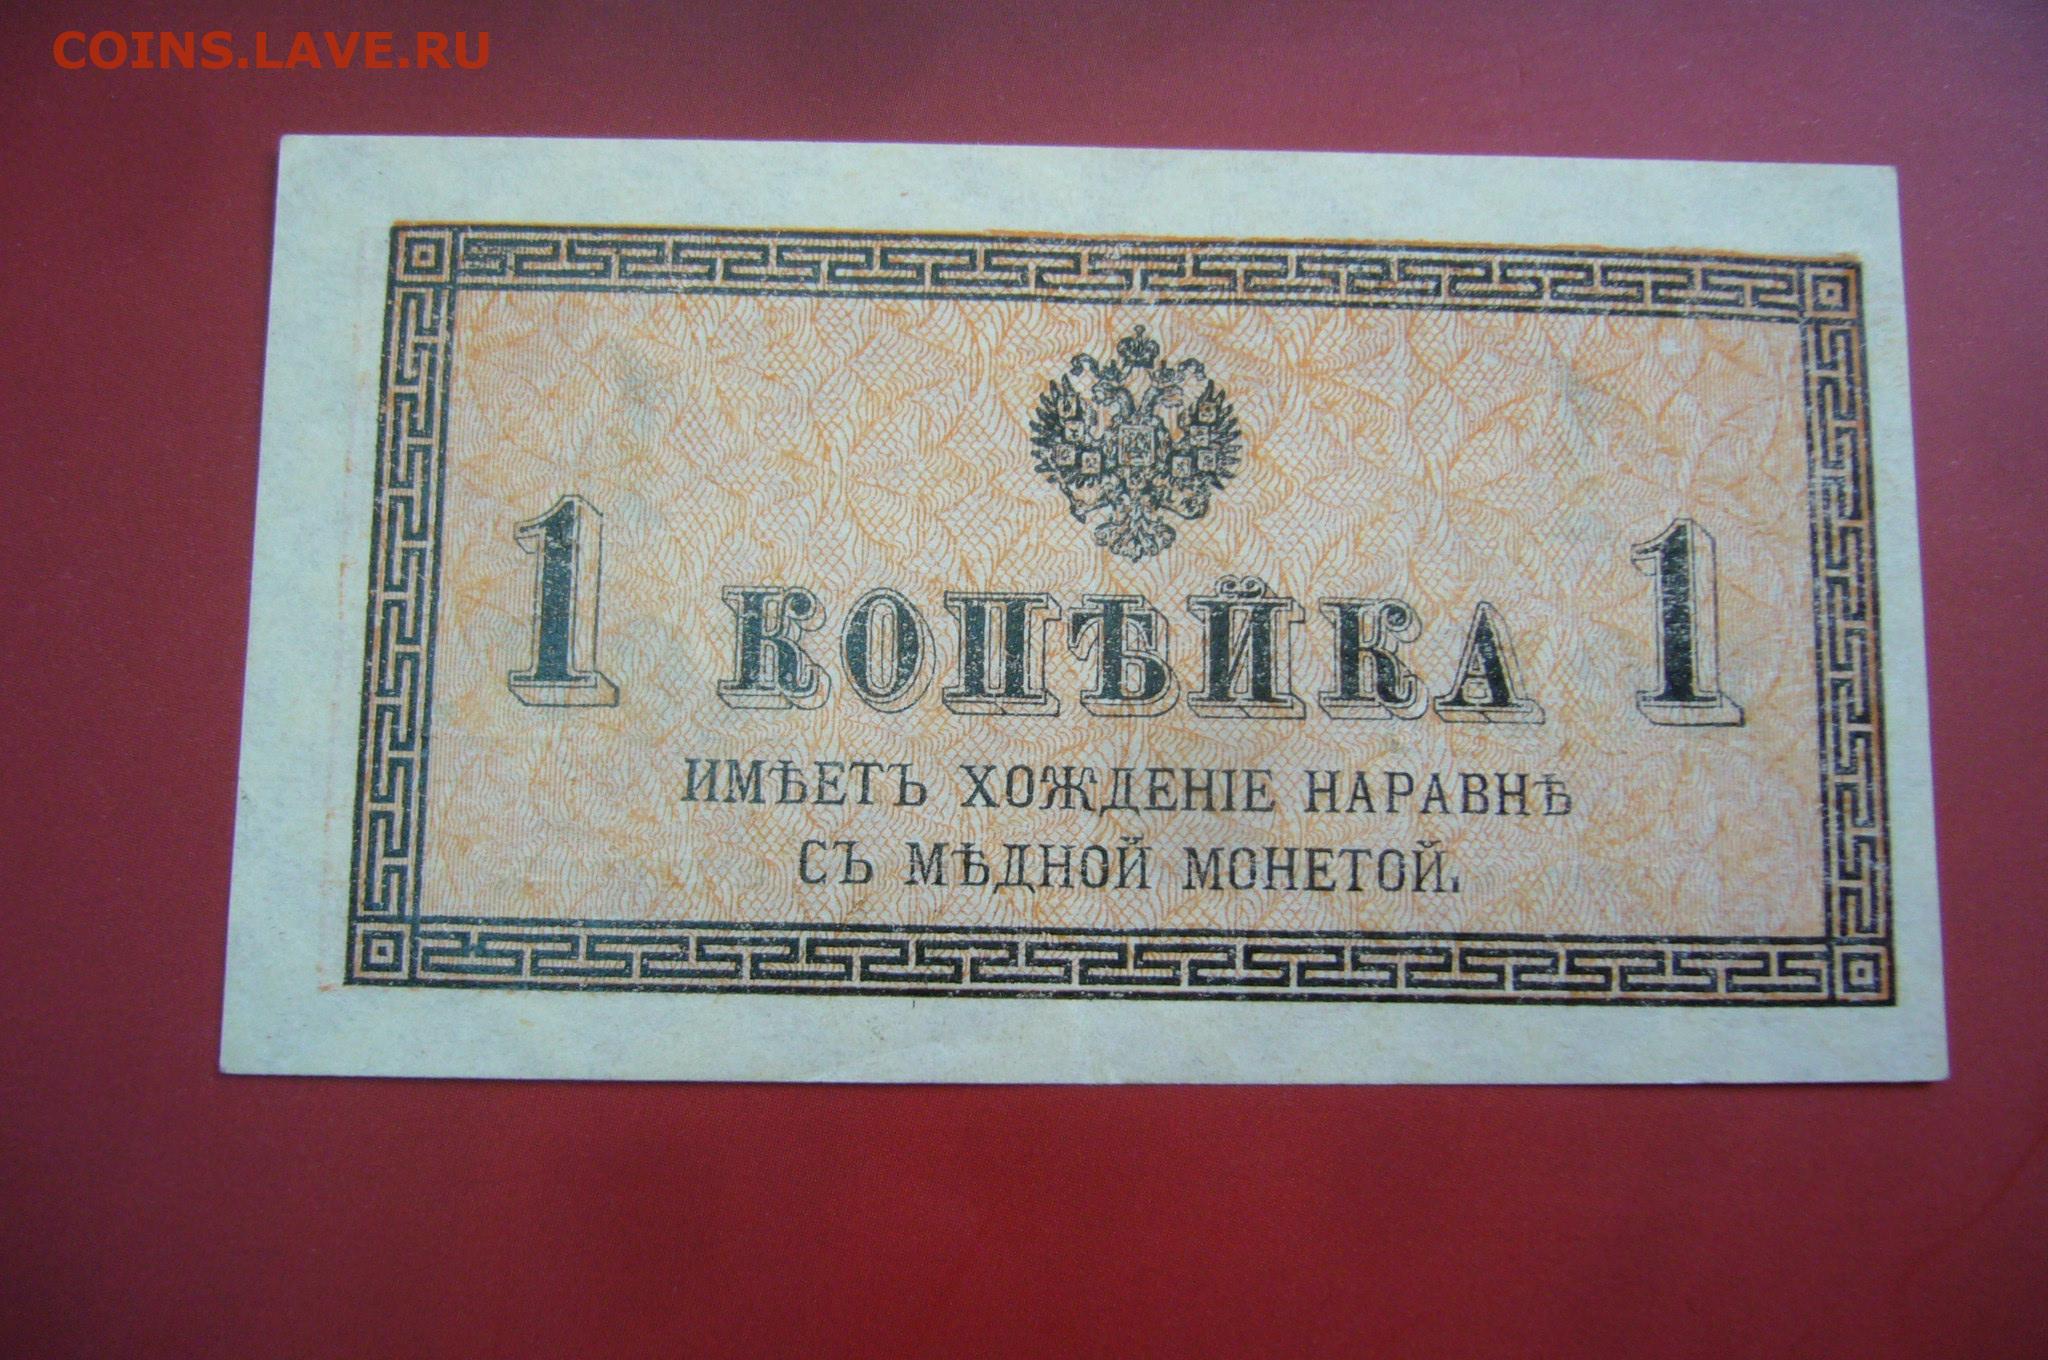 COINS.LAVE.RU
1 КОПѢЙКА 1
ИМѢЕТЪ ХОЖДЕНІЕ НАРАВНѢ
СЪ МѢДНОЙ МОНЕТОЙ.